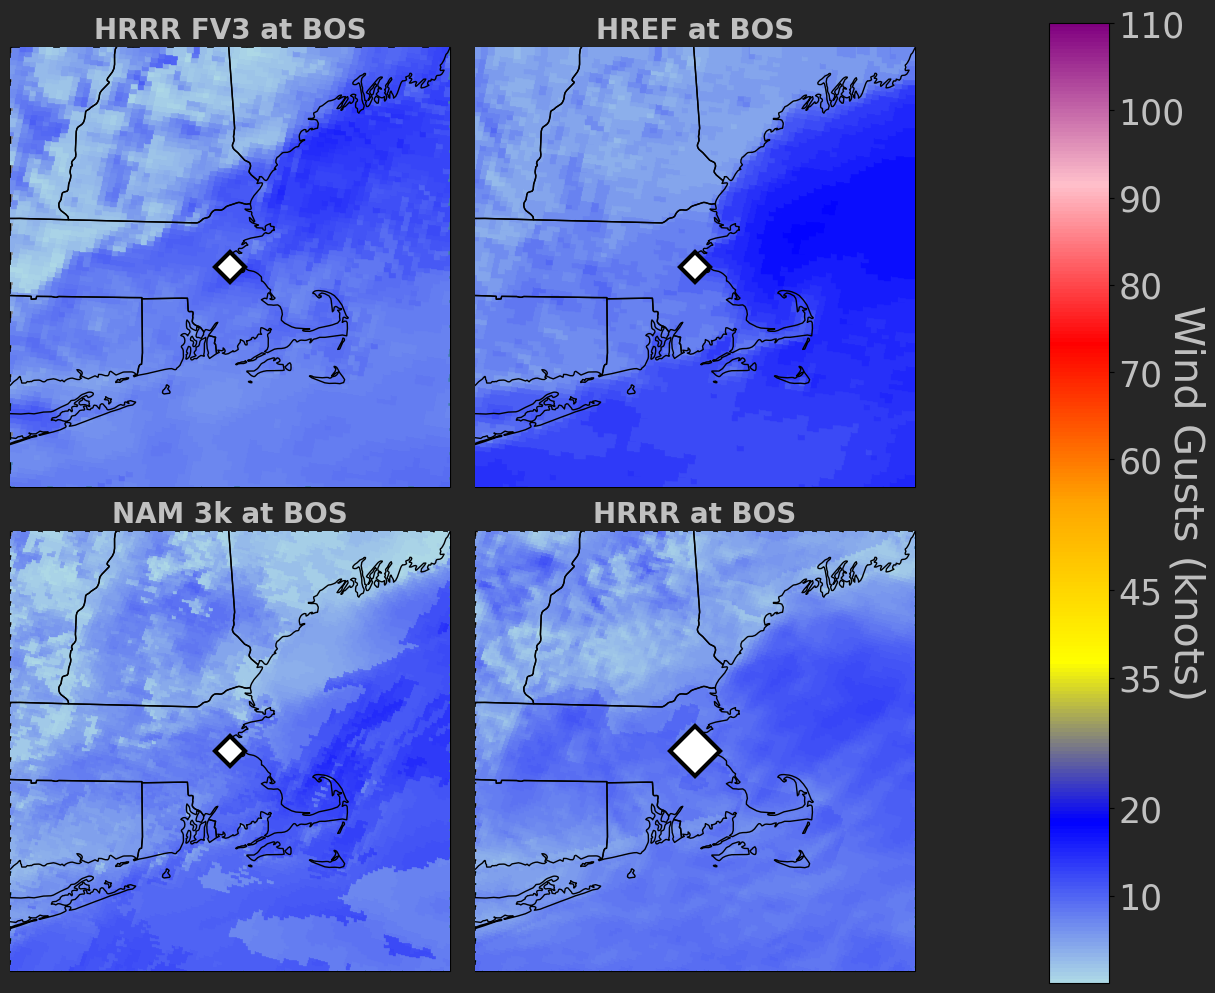 HRRR FV3 at BOS
HREF at BOS
NAM 3k at BOS
HRRR at BOS
110
100
90
80
70
60
45
35
20
10
Wind Gusts (knots)